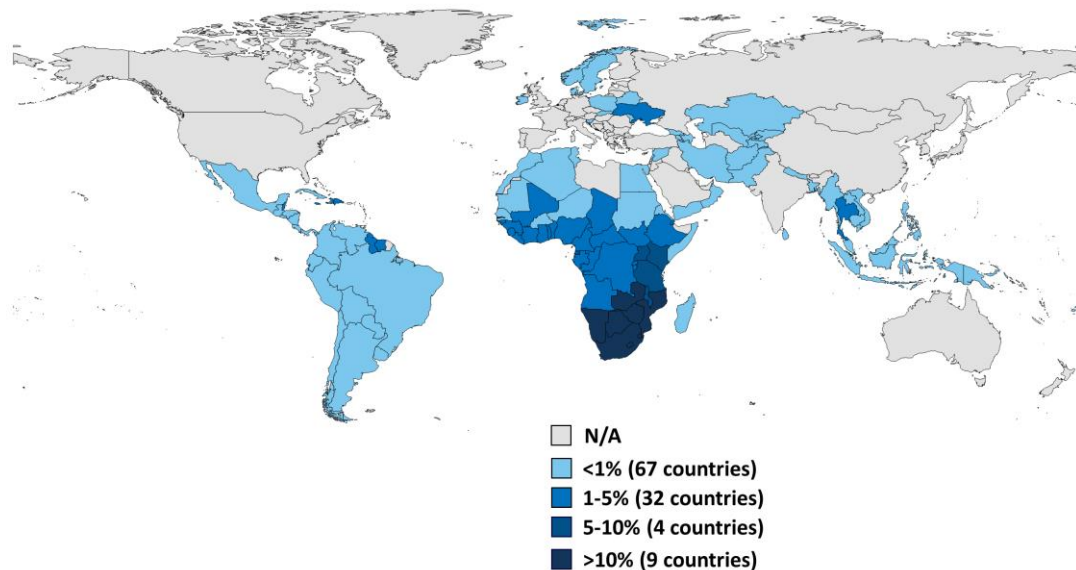 N/A
<1% (67 countries)
1-5% (32 countries)
5-10% (4 countries)
>10% (9 countries)